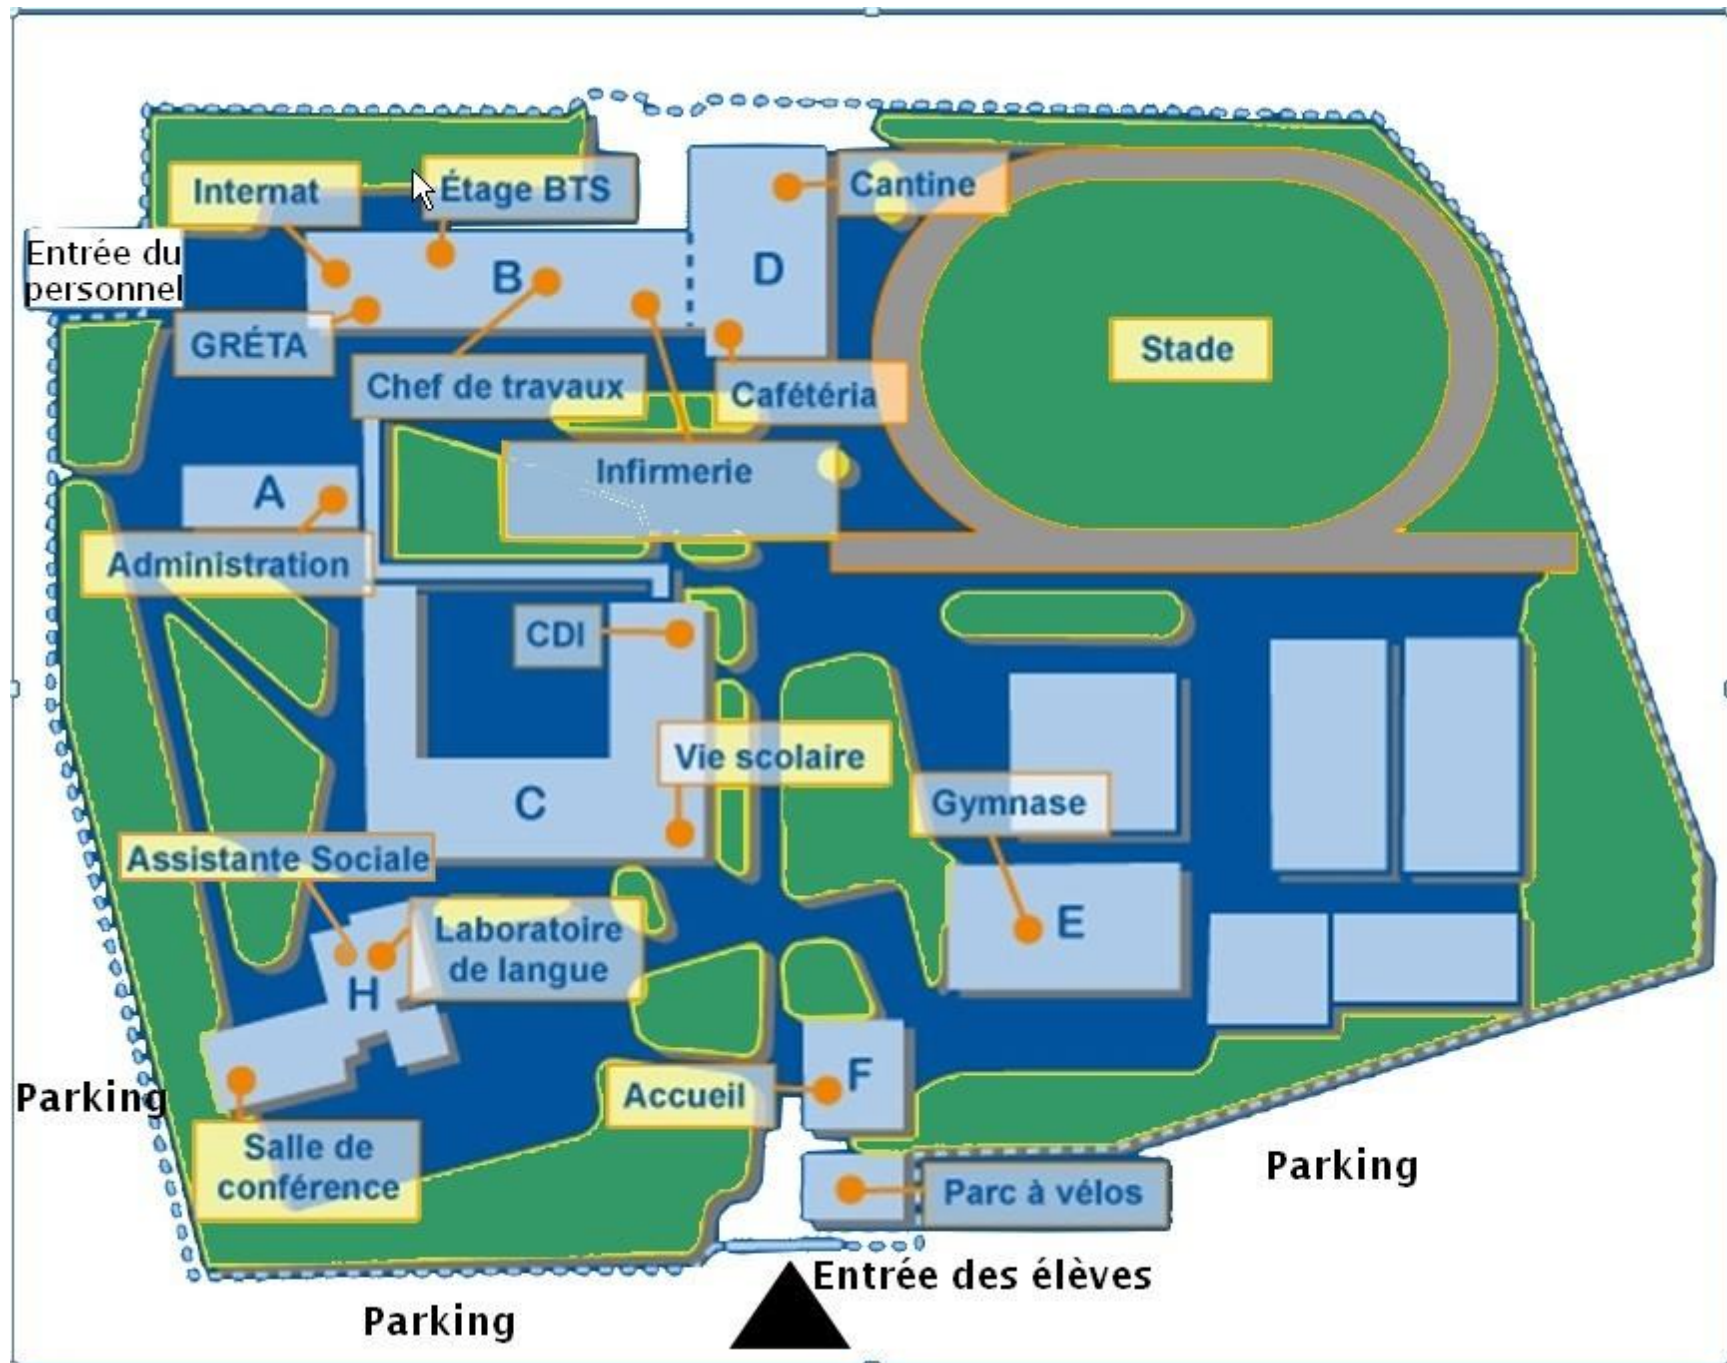 Internat
Étage BTS
Cantine
Entrée du
personnel
B
D
GRÉTA
Stade
Chef de travaux
Cafétéria
Infirmerie
A
Administration
CDI
Vie scolaire
C
Gymnase
Assistante Sociale
E
Laboratoire
de langue
H
F
Accueil
Parking
Salle de
conférence
Parking
Parc à vélos
Entrée des élèves
Parking